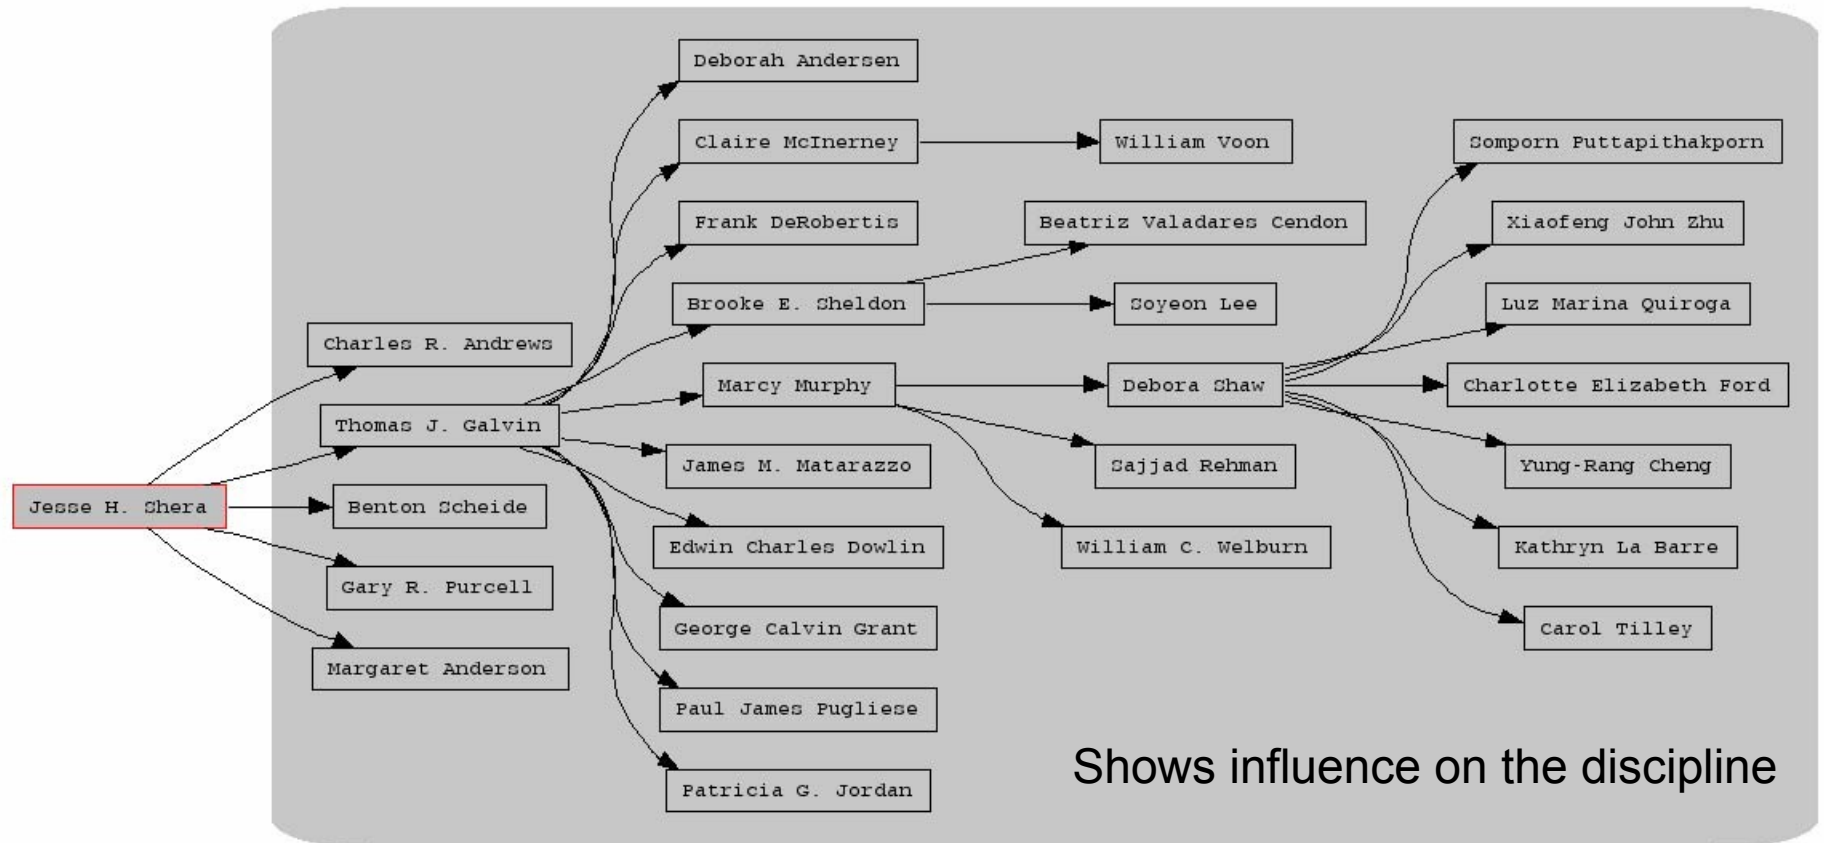 Deborah Andersen
Claire McInerney
William Voon
Somporn Puttapithakporn
Frank DeRobertis
Beatriz Valadares Cendon
Xiaofeng John Zhu
Brooke E. Sheldon
Soyeon Lee
Luz Marina Quiroga
Charles R. Andrews
Marcy Murphy
Debora Shaw
Charlotte Elizabeth Ford
Thomas J. Galvin
James M. Matarazzo
Sajjad Rehman
Yung-Rang Cheng
Jesse H. Shera
Benton Scheide
Edwin Charles Dowlin
William C. Welburn
Kathryn La Barre
Gary R. Purcell
George Calvin Grant
Carol Tilley
Margaret Anderson
Paul James Pugliese
Shows influence on the discipline
Patricia G. Jordan